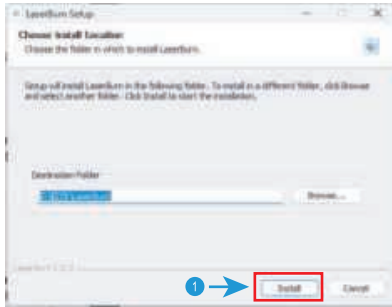 LaserBurn Setup
Choose Install Location
Choose the folder in which to install LaserBurn.
Setup will install LaserBurn in the following folder. To install in a different folder, click Browse
and select another folder. Click Install to start the installation.
Destination Folder
Browse...
1
Install
Cancel